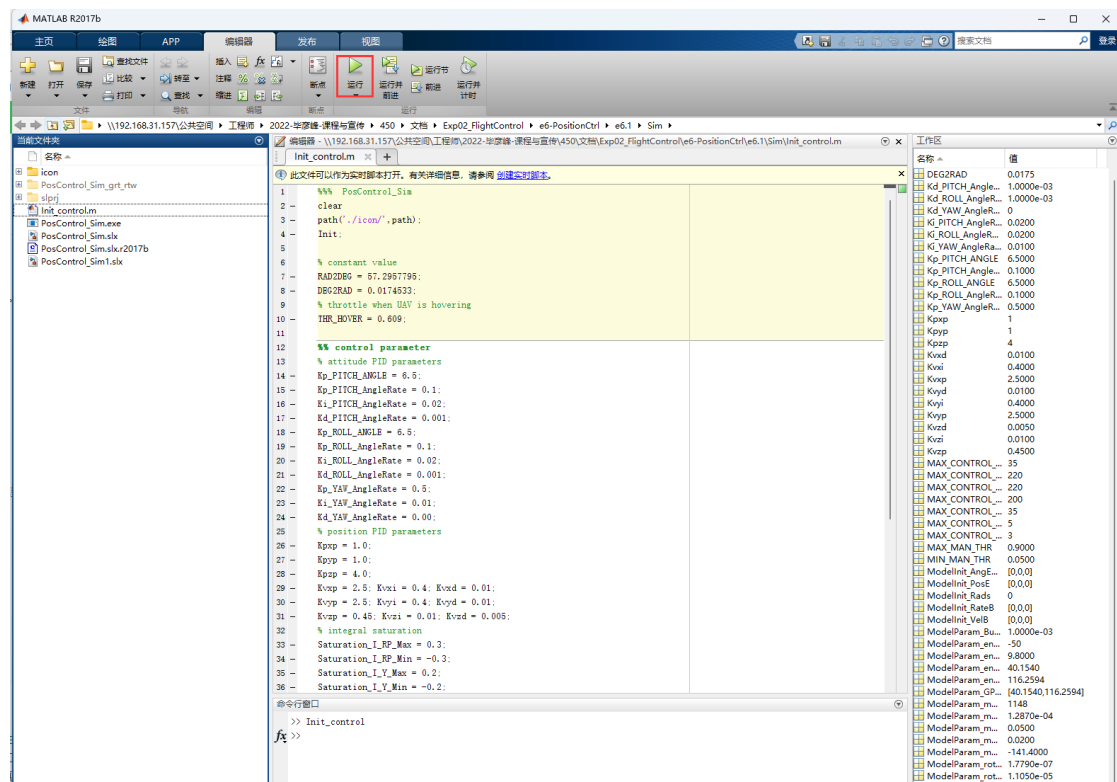 MATLAB R2017b
主页 绘图 APP 编辑器 发布 视图 搜索文档 登录
新建 打开 保存 查找文件 比较 打印 转至 查找 插入 fx 注释 % 缩进 断点 运行 运行并前进 运行节 前进 运行并计时
文件 导航 编辑 断点 运行
\\192.168.31.157\公共空间 ▸ 工程师 ▸ 2022-毕彦峰-课程与宣传 ▸ 450 ▸ 文档 ▸ Exp02_FlightControl ▸ e6-PositionCtrl ▸ e6.1 ▸ Sim ▸
当前文件夹
名称
icon
PosControl_Sim_grt_rtw
slprj
Init_control.m
PosControl_Sim.exe
PosControl_Sim.slx
PosControl_Sim.slx.r2017b
PosControl_Sim1.slx
编辑器 - \\192.168.31.157\公共空间\工程师\2022-毕彦峰-课程与宣传\450\文档\Exp02_FlightControl\e6-PositionCtrl\e6.1\Sim\Init_control.m
Init_control.m × +
此文件可以作为实时脚本打开。有关详细信息，请参阅 创建实时脚本。
1 %%% PosControl_Sim
2 – clear
3 – path('./icon/',path);
4 – Init;
5
6 % constant value
7 – RAD2DEG = 57.2957795;
8 – DEG2RAD = 0.0174533;
9 % throttle when UAV is hovering
10 – THR_HOVER = 0.609;
11
12 %% control parameter
13 % attitude PID parameters
14 – Kp_PITCH_ANGLE = 6.5;
15 – Kp_PITCH_AngleRate = 0.1;
16 – Ki_PITCH_AngleRate = 0.02;
17 – Kd_PITCH_AngleRate = 0.001;
18 – Kp_ROLL_ANGLE = 6.5;
19 – Kp_ROLL_AngleRate = 0.1;
20 – Ki_ROLL_AngleRate = 0.02;
21 – Kd_ROLL_AngleRate = 0.001;
22 – Kp_YAW_AngleRate = 0.5;
23 – Ki_YAW_AngleRate = 0.01;
24 – Kd_YAW_AngleRate = 0.00;
25 % position PID parameters
26 – Kpxp = 1.0;
27 – Kpyp = 1.0;
28 – Kpzp = 4.0;
29 – Kvxp = 2.5; Kvxi = 0.4; Kvxd = 0.01;
30 – Kvyp = 2.5; Kvyi = 0.4; Kvyd = 0.01;
31 – Kvzp = 0.45; Kvzi = 0.01; Kvzd = 0.005;
32 % integral saturation
33 – Saturation_I_RP_Max = 0.3;
34 – Saturation_I_RP_Min = -0.3;
35 – Saturation_I_Y_Max = 0.2;
36 – Saturation_I_Y_Min = -0.2;
命令行窗口
>> Init_control
fx >>
工作区
名称 值
DEG2RAD 0.0175
Kd_PITCH_Angle... 1.0000e-03
Kd_ROLL_AngleR... 1.0000e-03
Kd_YAW_AngleR... 0
Ki_PITCH_AngleR... 0.0200
Ki_ROLL_AngleR... 0.0200
Ki_YAW_AngleRa... 0.0100
Kp_PITCH_ANGLE 6.5000
Kp_PITCH_Angle... 0.1000
Kp_ROLL_ANGLE 6.5000
Kp_ROLL_AngleR... 0.1000
Kp_YAW_AngleR... 0.5000
Kpxp 1
Kpyp 1
Kpzp 4
Kvxd 0.0100
Kvxi 0.4000
Kvxp 2.5000
Kvyd 0.0100
Kvyi 0.4000
Kvyp 2.5000
Kvzd 0.0050
Kvzi 0.0100
Kvzp 0.4500
MAX_CONTROL_... 35
MAX_CONTROL_... 220
MAX_CONTROL_... 220
MAX_CONTROL_... 200
MAX_CONTROL_... 35
MAX_CONTROL_... 5
MAX_CONTROL_... 3
MAX_MAN_THR 0.9000
MIN_MAN_THR 0.0500
ModelInit_AngE... [0,0,0]
ModelInit_PosE [0,0,0]
ModelInit_Rads 0
ModelInit_RateB [0,0,0]
ModelInit_VelB [0,0,0]
ModelParam_Bu... 1.0000e-03
ModelParam_en... -50
ModelParam_en... 9.8000
ModelParam_en... 40.1540
ModelParam_en... 116.2594
ModelParam_GP... [40.1540,116.2594]
ModelParam_m... 1148
ModelParam_m... 1.2870e-04
ModelParam_m... 0.0500
ModelParam_m... 0.0200
ModelParam_m... -141.4000
ModelParam_rot... 1.7790e-07
ModelParam_rot... 1.1050e-05